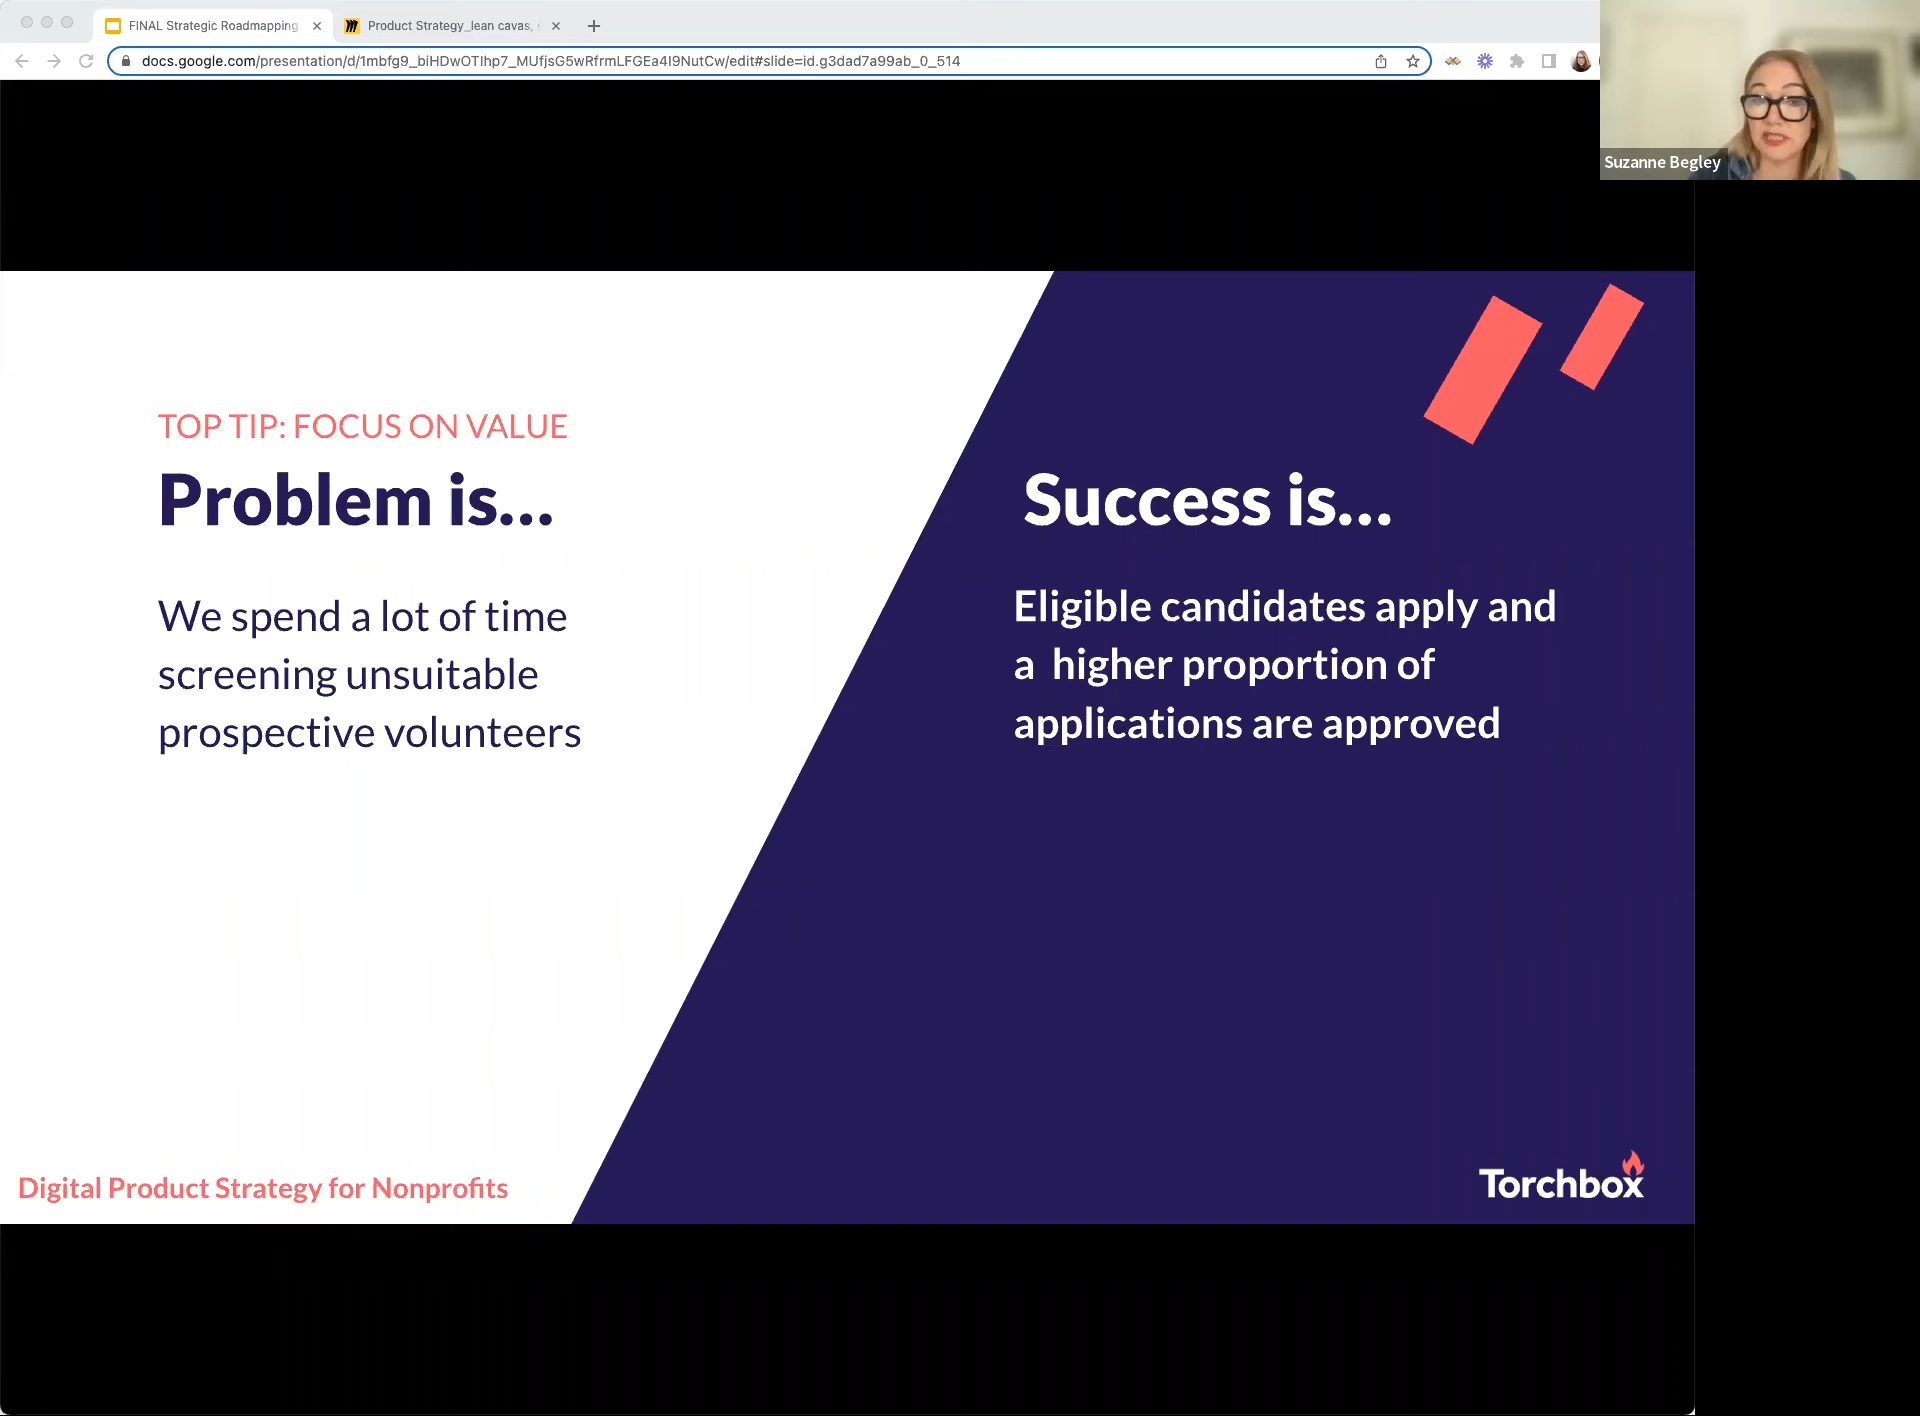 FINAL Strategic Roadmapping
Product Strategy_lean cavas,
docs.google.com/presentation/d/1mbfg9_biHDwOTlhp7_MUfjsG5wRfrmLFGEa4I9NutCw/edit#slide=id.g3dad7a99ab_0_514
Suzanne Begley
TOP TIP: FOCUS ON VALUE
Problem is...
We spend a lot of time
screening unsuitable
prospective volunteers
Success is...
Eligible candidates apply and
a higher proportion of
applications are approved
Digital Product Strategy for Nonprofits
Torchbox